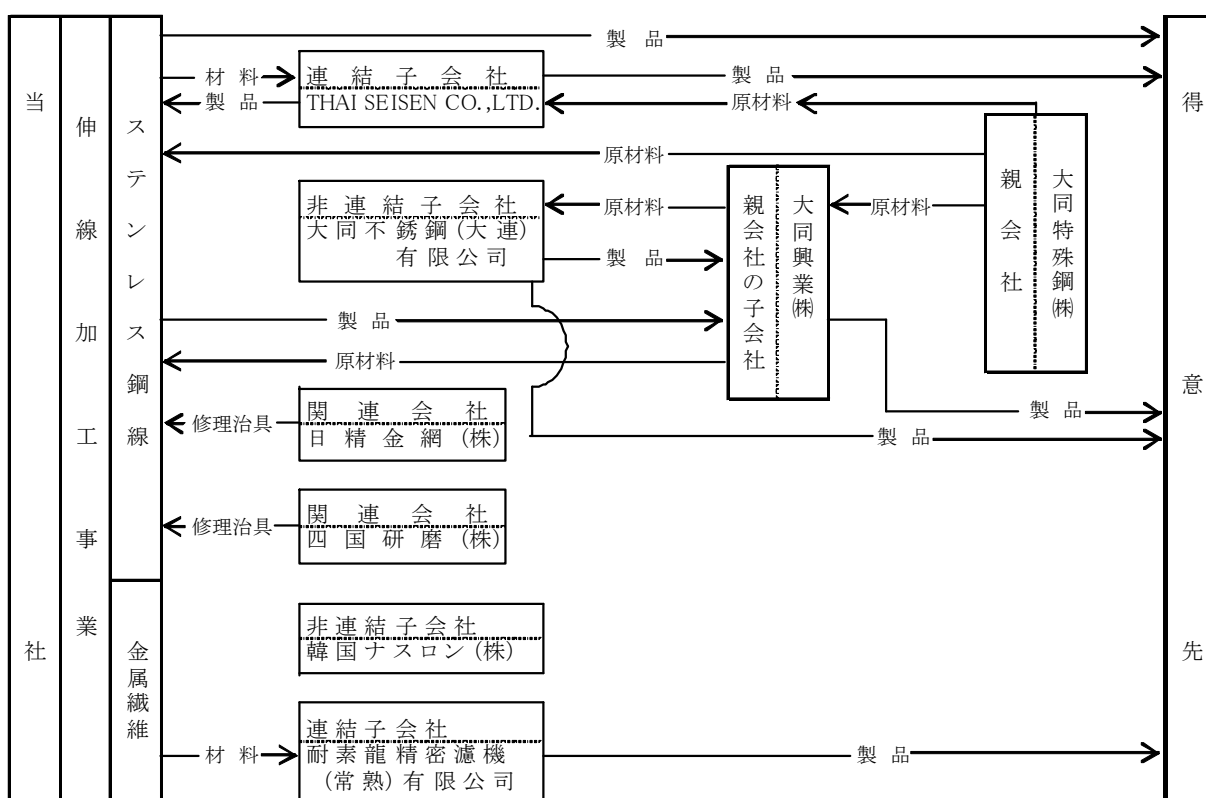 当社
伸線加工事業
ステンレス鋼線
金属繊維
製品
材料
製品
連結子会社
THAI SEISEN CO.,LTD.
製品
原材料
原材料
非連結子会社
大同不銹鋼(大連)
有限公司
原材料
製品
親会社の子会社
大同興業㈱
原材料
親会社
大同特殊鋼㈱
製品
原材料
製品
製品
修理治具
関連会社
日精金網(株)
修理治具
関連会社
四国研磨(株)
非連結子会社
韓国ナスロン(株)
材料
連結子会社
耐素龍精密濾機
(常熟)有限公司
製品
得意先